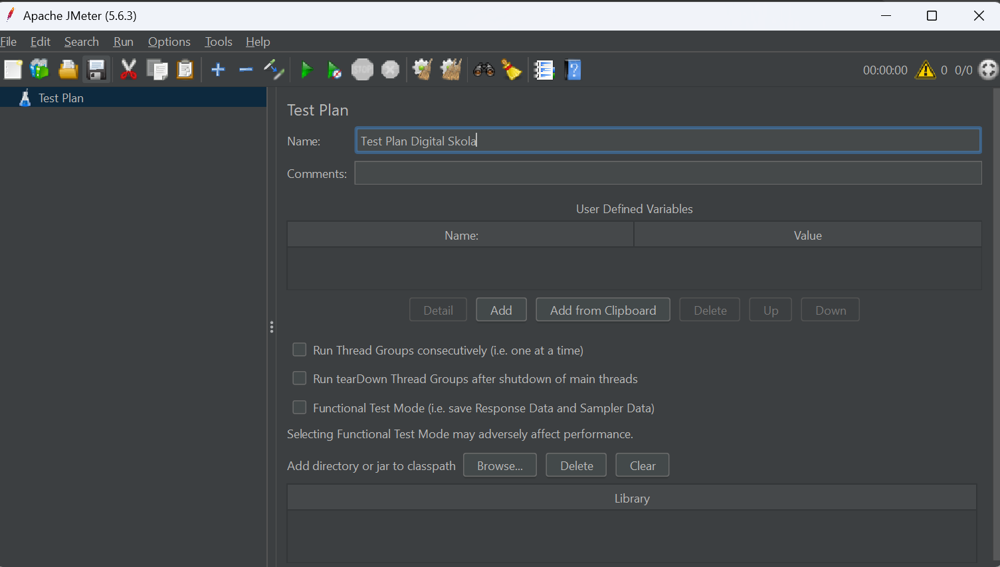 Apache JMeter (5.6.3)
File Edit Search Run Options Tools Help
STOP
00:00:00 0 0/0
Test Plan
Test Plan
Name: Test Plan Digital Skola
Comments:
User Defined Variables
Name: Value
Detail Add Add from Clipboard Delete Up Down
Run Thread Groups consecutively (i.e. one at a time)
Run tearDown Thread Groups after shutdown of main threads
Functional Test Mode (i.e. save Response Data and Sampler Data)
Selecting Functional Test Mode may adversely affect performance.
Add directory or jar to classpath Browse... Delete Clear
Library